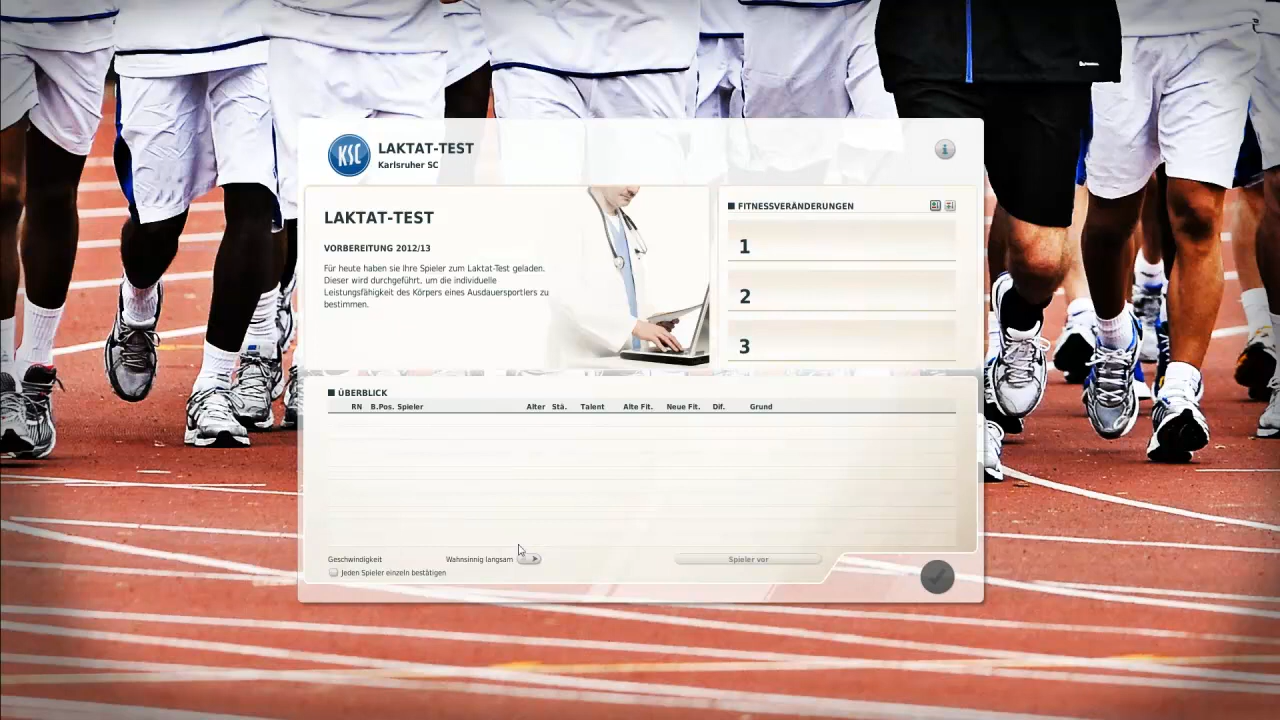 KSC
LAKTAT-TEST
Karlsruher SC
LAKTAT-TEST
VORBEREITUNG 2012/13
Für heute haben sie Ihre Spieler zum Laktat-Test geladen.
Dieser wird durchgeführt, um die individuelle
Leistungsfähigkeit des Körpers eines Ausdauersportlers zu
bestimmen.
FITNESSVERÄNDERUNGEN
1
2
3
ÜBERBLICK
RN B.Pos. Spieler Alter Stä. Talent Alte Fit. Neue Fit. Dif. Grund
Geschwindigkeit Wahnsinnig langsam
Spieler vor
Jeden Spieler einzeln bestätigen